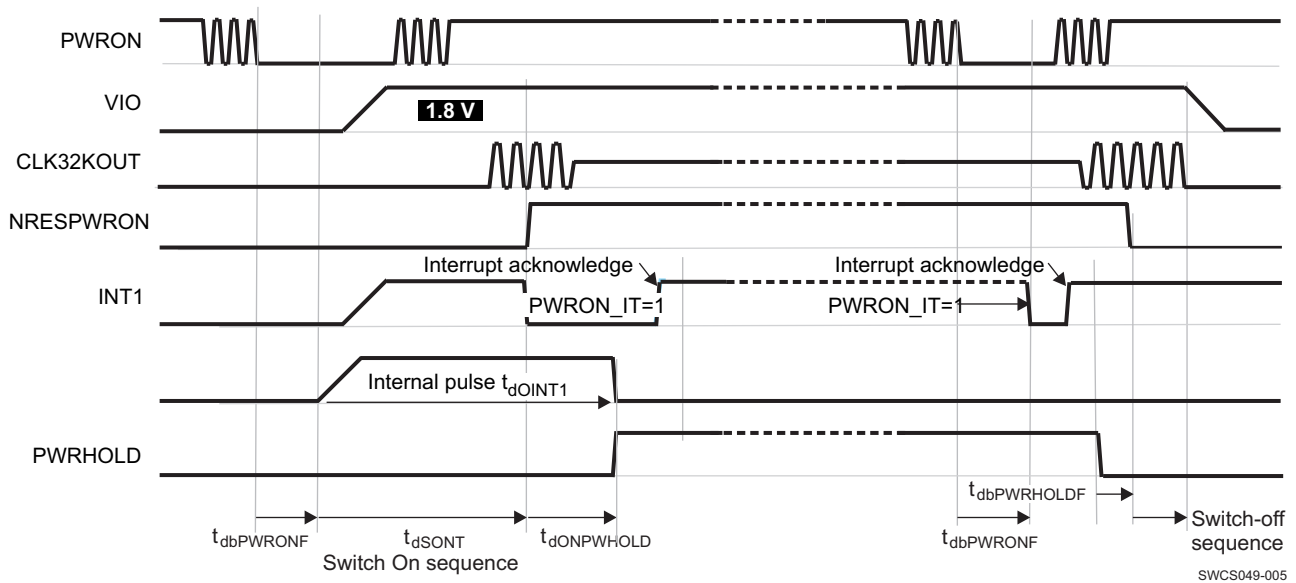 PWRON
VIO
1.8 V
CLK32KOUT
NRESPWRON
Interrupt acknowledge
Interrupt acknowledge
INT1
PWRON_IT=1
PWRON_IT=1
Internal pulse tdOINT1
PWRHOLD
tdbPWRHOLDF
tdbPWRONF
tdSONT
tdONPWHOLD
tdbPWRONF
Switch-off
sequence
Switch On sequence
SWCS049-005